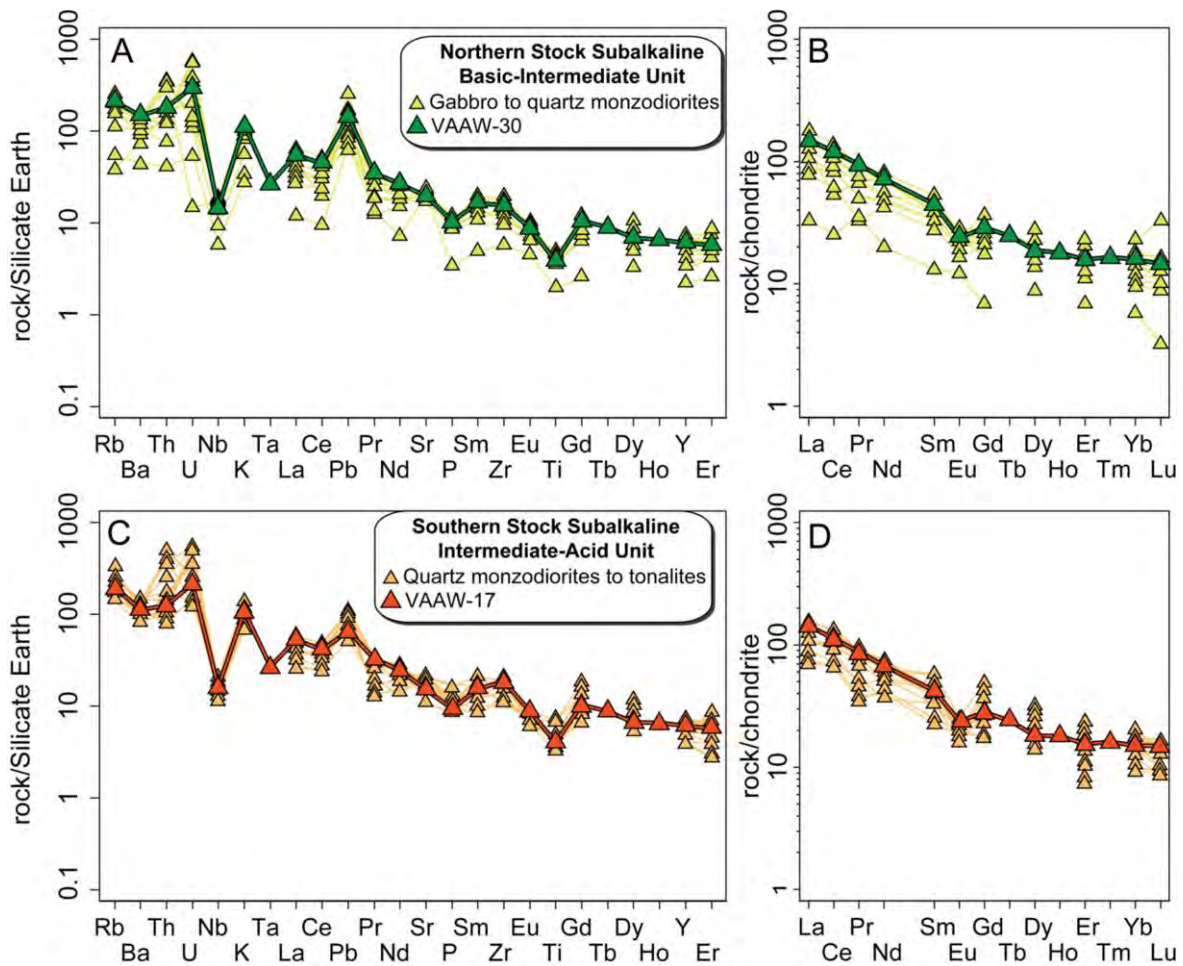 A
Northern Stock Subalkaline
Basic-Intermediate Unit
Gabbro to quartz monzodiorites
VAAW-30
rock/Silicate Earth
1000
100
10
1
0.1
Rb Th Nb Ta Ce Pr Sr Sm Eu Gd Dy Y
Ba U K La Pb Nd P Zr Ti Tb Ho Er
B
rock/chondrite
1000
100
10
1
La Pr Sm Gd Dy Er Yb
Ce Nd Eu Tb Ho Tm Lu
C
Southern Stock Subalkaline
Intermediate-Acid Unit
Quartz monzodiorites to tonalites
VAAW-17
rock/Silicate Earth
1000
100
10
1
0.1
Rb Th Nb Ta Ce Pr Sr Sm Eu Gd Dy Y
Ba U K La Pb Nd P Zr Ti Tb Ho Er
D
rock/chondrite
1000
100
10
1
La Pr Sm Gd Dy Er Yb
Ce Nd Eu Tb Ho Tm Lu